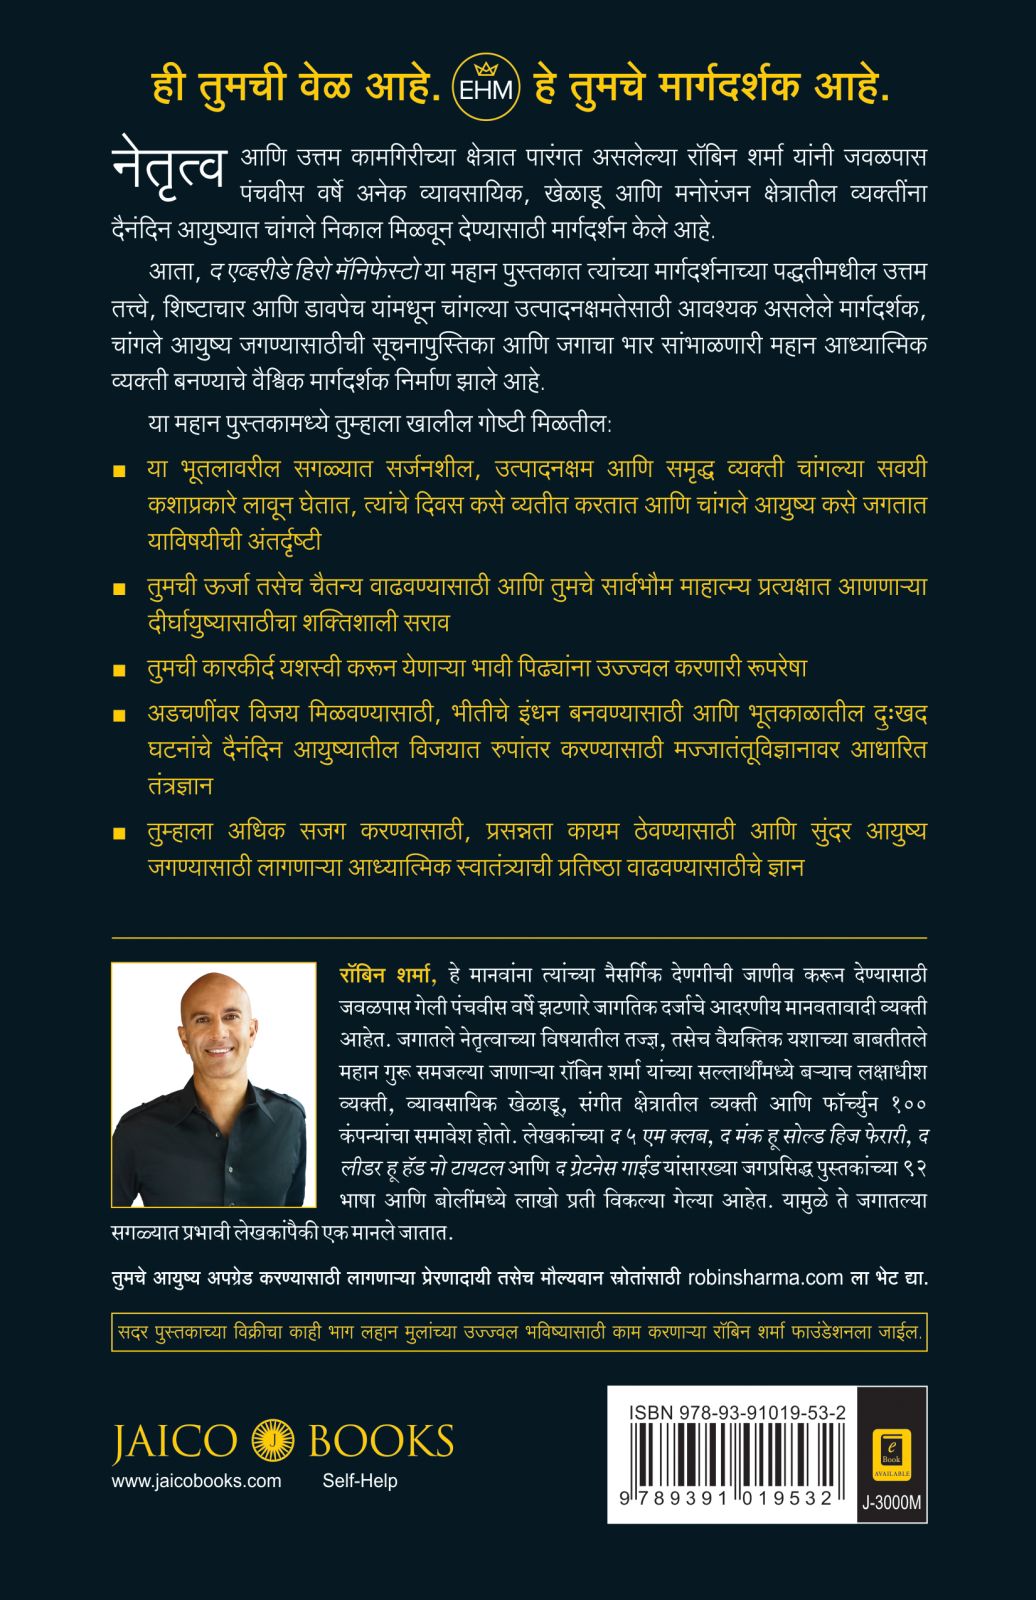 ही तुमची वेळ आहे. EHM हे तुमचे मार्गदर्शक आहे.
नेतृत्व आणि उत्तम कामगिरीच्या क्षेत्रात पारंगत असलेल्या रॉबिन शर्मा यांनी जवळपास
पंचवीस वर्षे अनेक व्यावसायिक, खेळाडू आणि मनोरंजन क्षेत्रातील व्यक्तींना
दैनंदिन आयुष्यात चांगले निकाल मिळवून देण्यासाठी मार्गदर्शन केले आहे.
आता, द एव्हरीडे हिरो मॅनिफेस्टो या महान पुस्तकात त्यांच्या मार्गदर्शनाच्या पद्धतीमधील उत्तम
तत्त्वे, शिष्टाचार आणि डावपेच यांमधून चांगल्या उत्पादनक्षमतेसाठी आवश्यक असलेले मार्गदर्शक,
चांगले आयुष्य जगण्यासाठीची सूचनापुस्तिका आणि जगाचा भार सांभाळणारी महान आध्यात्मिक
व्यक्ती बनण्याचे वैश्विक मार्गदर्शक निर्माण झाले आहे.
या महान पुस्तकामध्ये तुम्हाला खालील गोष्टी मिळतील:
▪ या भूतलावरील सगळ्यात सर्जनशील, उत्पादनक्षम आणि समृद्ध व्यक्ती चांगल्या सवयी
कशाप्रकारे लावून घेतात, त्यांचे दिवस कसे व्यतीत करतात आणि चांगले आयुष्य कसे जगतात
याविषयीची अंतर्दृष्टी
▪ तुमची ऊर्जा तसेच चैतन्य वाढवण्यासाठी आणि तुमचे सार्वभौम माहात्म्य प्रत्यक्षात आणणाऱ्या
दीर्घायुष्यासाठीचा शक्तिशाली सराव
▪ तुमची कारकीर्द यशस्वी करून येणाऱ्या भावी पिढ्यांना उज्ज्वल करणारी रूपरेषा
▪ अडचणींवर विजय मिळवण्यासाठी, भीतीचे इंधन बनवण्यासाठी आणि भूतकाळातील दुःखद
घटनांचे दैनंदिन आयुष्यातील विजयात रुपांतर करण्यासाठी मज्जातंतूविज्ञानावर आधारित
तंत्रज्ञान
▪ तुम्हाला अधिक सजग करण्यासाठी, प्रसन्नता कायम ठेवण्यासाठी आणि सुंदर आयुष्य
जगण्यासाठी लागणाऱ्या आध्यात्मिक स्वातंत्र्याची प्रतिष्ठा वाढवण्यासाठीचे ज्ञान
रॉबिन शर्मा, हे मानवांना त्यांच्या नैसर्गिक देणगीची जाणीव करून देण्यासाठी
जवळपास गेली पंचवीस वर्षे झटणारे जागतिक दर्जाचे आदरणीय मानवतावादी व्यक्ती
आहेत. जगातले नेतृत्वाच्या विषयातील तज्ज्ञ, तसेच वैयक्तिक यशाच्या बाबतीतले
महान गुरू समजल्या जाणाऱ्या रॉबिन शर्मा यांच्या सल्लार्थींमध्ये बऱ्याच लक्षाधीश
व्यक्ती, व्यावसायिक खेळाडू, संगीत क्षेत्रातील व्यक्ती आणि फॉर्च्युन १००
कंपन्यांचा समावेश होतो. लेखकांच्या द ५ एम क्लब, द मंक हू सोल्ड हिज फेरारी, द
लीडर हू हॅड नो टायटल आणि द ग्रेटनेस गाईड यांसारख्या जगप्रसिद्ध पुस्तकांच्या ९२
भाषा आणि बोलींमध्ये लाखो प्रती विकल्या गेल्या आहेत. यामुळे ते जगातल्या
सगळ्यात प्रभावी लेखकांपैकी एक मानले जातात.
तुमचे आयुष्य अपग्रेड करण्यासाठी लागणाऱ्या प्रेरणादायी तसेच मौल्यवान स्रोतांसाठी robinsharma.com ला भेट द्या.
सदर पुस्तकाच्या विक्रीचा काही भाग लहान मुलांच्या उज्ज्वल भविष्यासाठी काम करणाऱ्या रॉबिन शर्मा फाउंडेशनला जाईल.
JAICO J BOOKS
www.jaicobooks.com Self-Help
ISBN 978-93-91019-53-2
9 789391 019532
e
Book
AVAILABLE
J-3000M